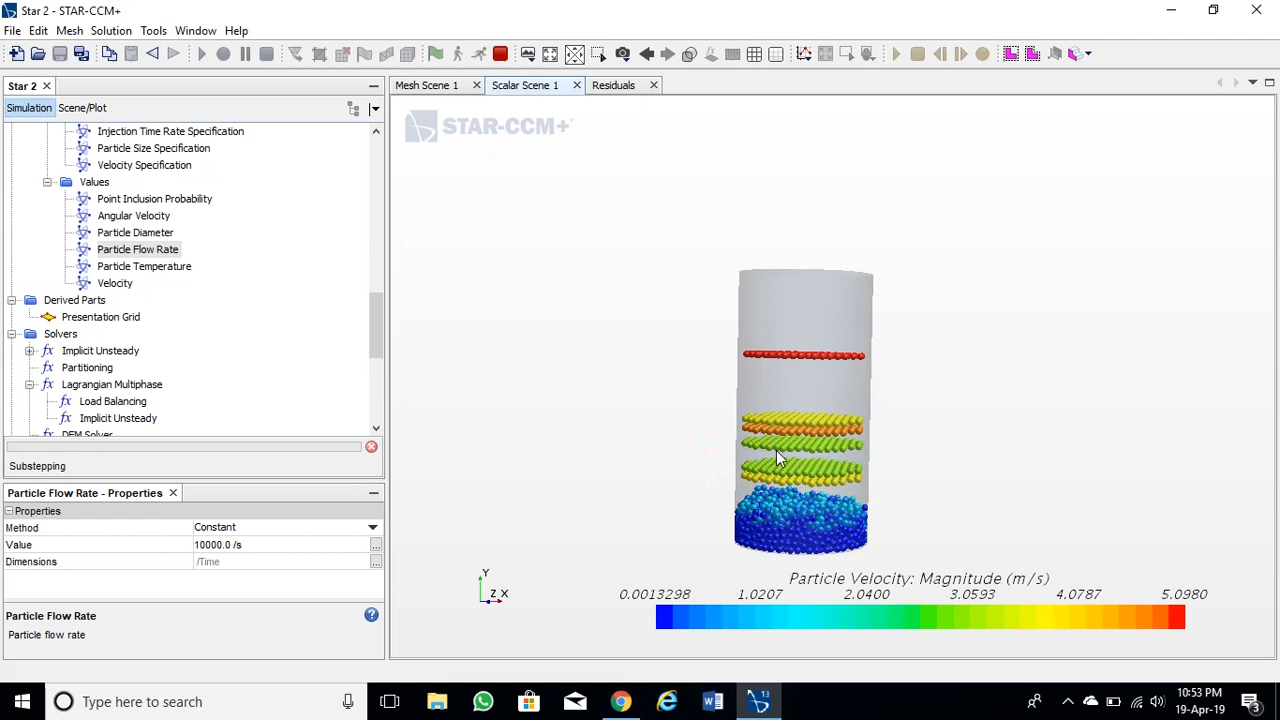 Star 2 - STAR-CCM+
File Edit Mesh Solution Tools Window Help
Star 2
Mesh Scene 1 Scalar Scene 1 Residuals
Simulation Scene/Plot
Injection Time Rate Specification
Particle Size Specification
Velocity Specification
Values
Point Inclusion Probability
Angular Velocity
Particle Diameter
Particle Flow Rate
Particle Temperature
Velocity
Derived Parts
Presentation Grid
Solvers
Implicit Unsteady
Partitioning
Lagrangian Multiphase
Load Balancing
Implicit Unsteady
DEM Solver
Substepping
Particle Flow Rate - Properties
Properties
Method Constant
Value 10000.0 /s
Dimensions /Time
Particle Flow Rate
Particle flow rate
STAR-CCM+
Y
Z X
Particle Velocity: Magnitude (m/s)
0.0013298 1.0207 2.0400 3.0593 4.0787 5.0980
Type here to search
13
10:53 PM
19-Apr-19
3